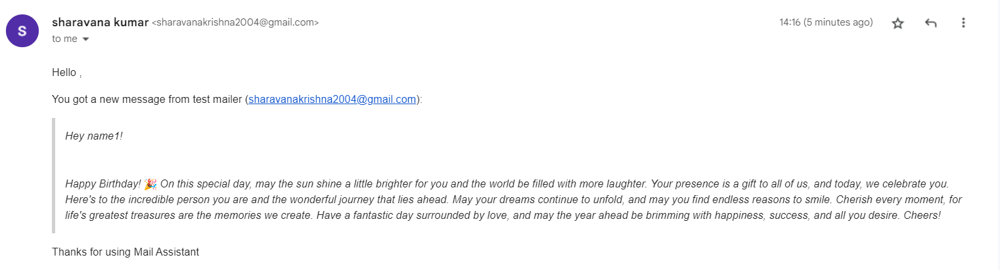 S
sharavana kumar <sharavanakrishna2004@gmail.com>
14:16 (5 minutes ago)
to me
Hello ,
You got a new message from test mailer (sharavanakrishna2004@gmail.com):
Hey name1!
Happy Birthday! 🎉 On this special day, may the sun shine a little brighter for you and the world be filled with more laughter. Your presence is a gift to all of us, and today, we celebrate you.
Here's to the incredible person you are and the wonderful journey that lies ahead. May your dreams continue to unfold, and may you find endless reasons to smile. Cherish every moment, for
life's greatest treasures are the memories we create. Have a fantastic day surrounded by love, and may the year ahead be brimming with happiness, success, and all you desire. Cheers!
Thanks for using Mail Assistant